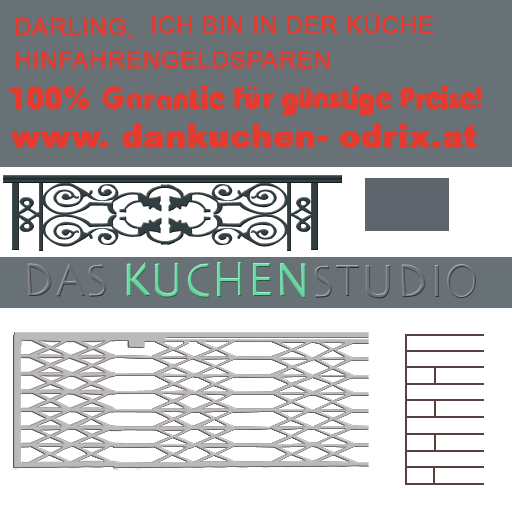 DARLING, ICH BIN IN DER KÜCHE
HINFAHRENGELDSPAREN
100% Garantie für günstige Preise!
www. dankuchen- odrix.at
DAS KUCHENSTUDIO